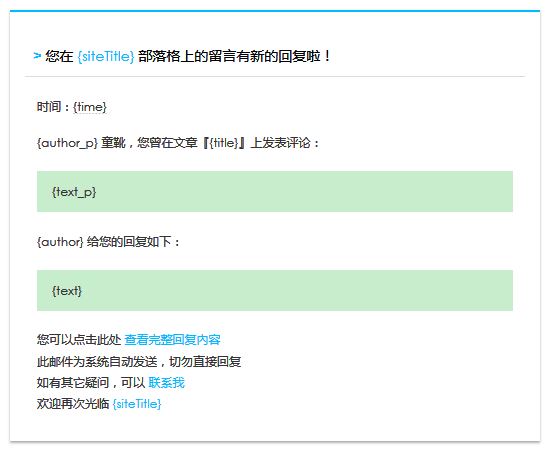 > 您在 {siteTitle} 部落格上的留言有新的回复啦！
时间：{time}
{author_p} 童靴，您曾在文章『{title}』上发表评论：
{text_p}
{author} 给您的回复如下：
{text}
您可以点击此处 查看完整回复内容
此邮件为系统自动发送，切勿直接回复
如有其它疑问，可以 联系我
欢迎再次光临 {siteTitle}